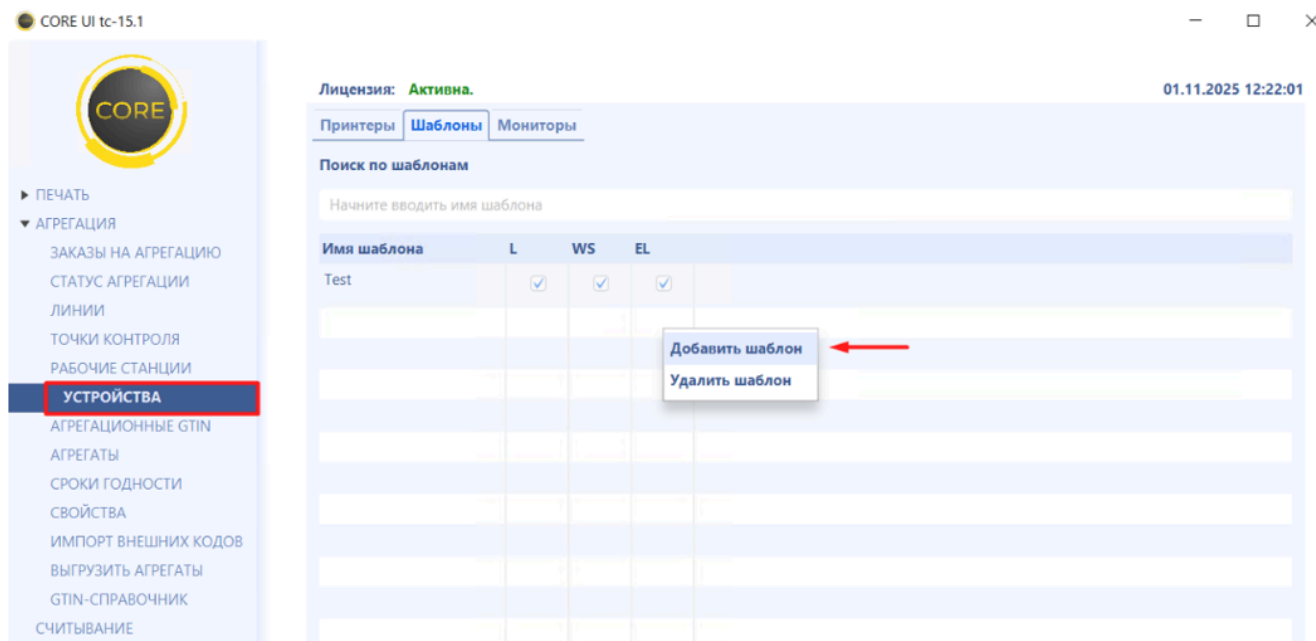 CORE UI tc-15.1
CORE
Лицензия: Активна.
01.11.2025 12:22:01
Принтеры Шаблоны Мониторы
Поиск по шаблонам
Начните вводить имя шаблона
Имя шаблона L WS EL
Test
Добавить шаблон
Удалить шаблон
ПЕЧАТЬ
АГРЕГАЦИЯ
ЗАКАЗЫ НА АГРЕГАЦИЮ
СТАТУС АГРЕГАЦИИ
ЛИНИИ
ТОЧКИ КОНТРОЛЯ
РАБОЧИЕ СТАНЦИИ
УСТРОЙСТВА
АГРЕГАЦИОННЫЕ GTIN
АГРЕГАТЫ
СРОКИ ГОДНОСТИ
СВОЙСТВА
ИМПОРТ ВНЕШНИХ КОДОВ
ВЫГРУЗИТЬ АГРЕГАТЫ
GTIN-СПРАВОЧНИК
СЧИТЫВАНИЕ